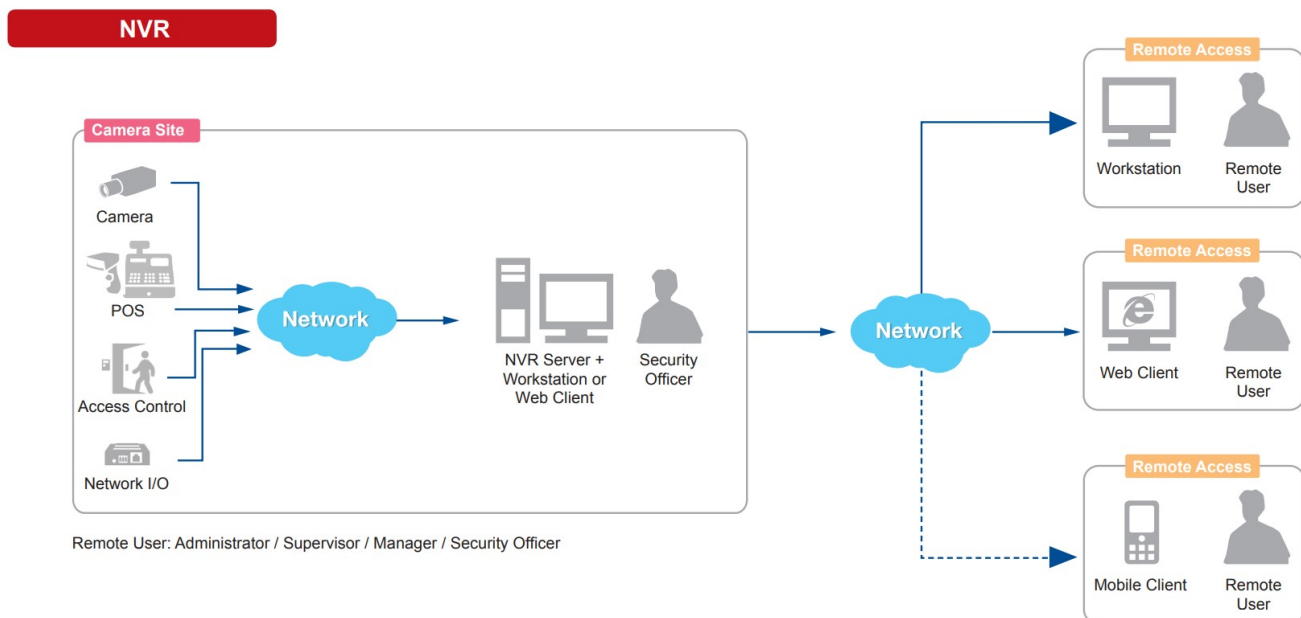 NVR
Camera Site
Camera
POS
Access Control
Network I/O
Network
NVR Server +
Workstation or
Web Client
Security
Officer
Network
Remote Access
Workstation
Remote
User
Remote Access
Web Client
Remote
User
Remote Access
Mobile Client
Remote
User
Remote User: Administrator / Supervisor / Manager / Security Officer